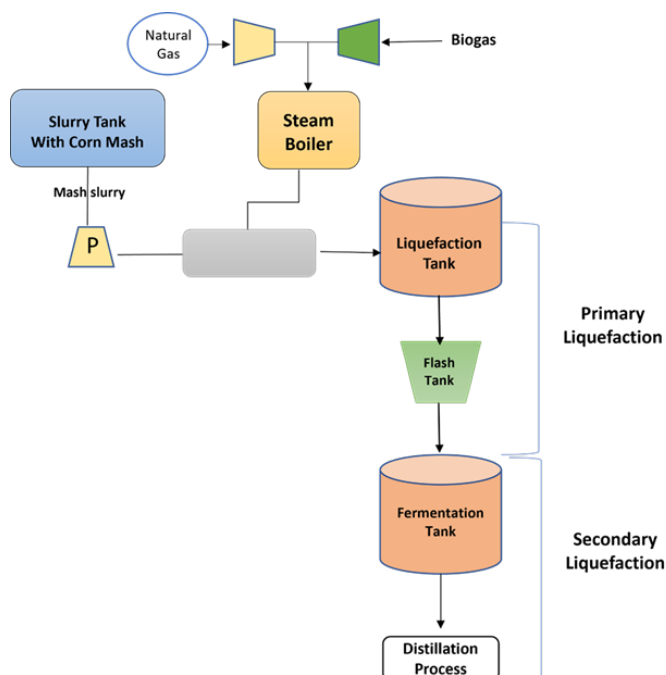 Natural
Gas
Biogas
Slurry Tank
With Corn Mash
Steam
Boiler
Mash slurry
P
Liquefaction
Tank
Primary
Liquefaction
Flash
Tank
Fermentation
Tank
Secondary
Liquefaction
Distillation
Process